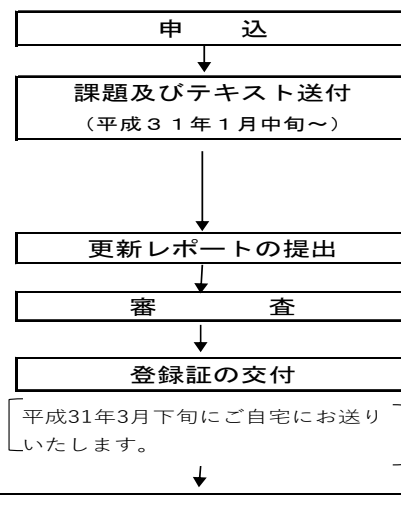 申　　込
課題及びテキスト送付
（平成３１年１月中旬～）
更新レポートの提出
審　　　　査
登録証の交付
平成31年3月下旬にご自宅にお送り
いたします。